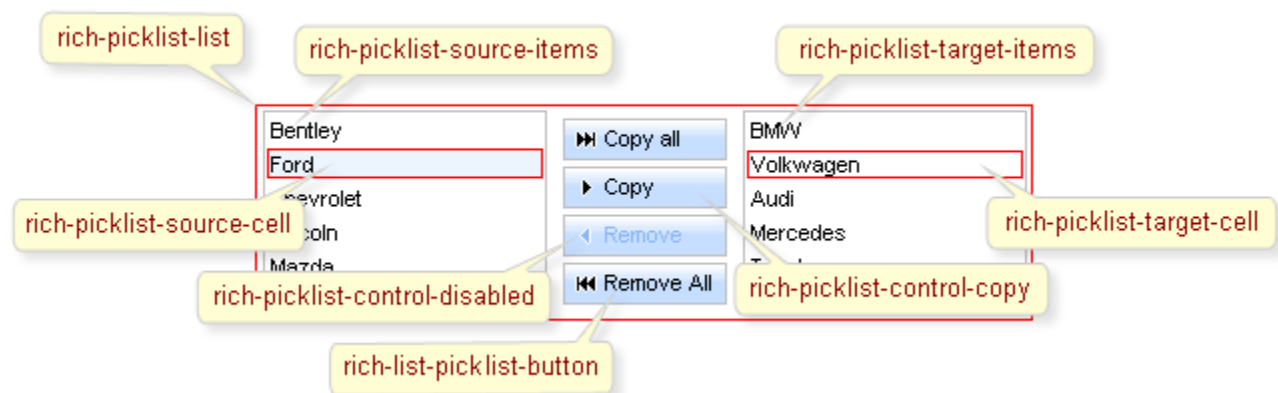 rich-picklist-list
rich-picklist-source-items
rich-picklist-target-items
Bentley
Ford
Copy all
Copy
Remove
Remove All
BMW
Volkwagen
Audi
Mercedes
rich-picklist-source-cell
rich-picklist-target-cell
rich-picklist-control-disabled
rich-picklist-control-copy
rich-list-picklist-button